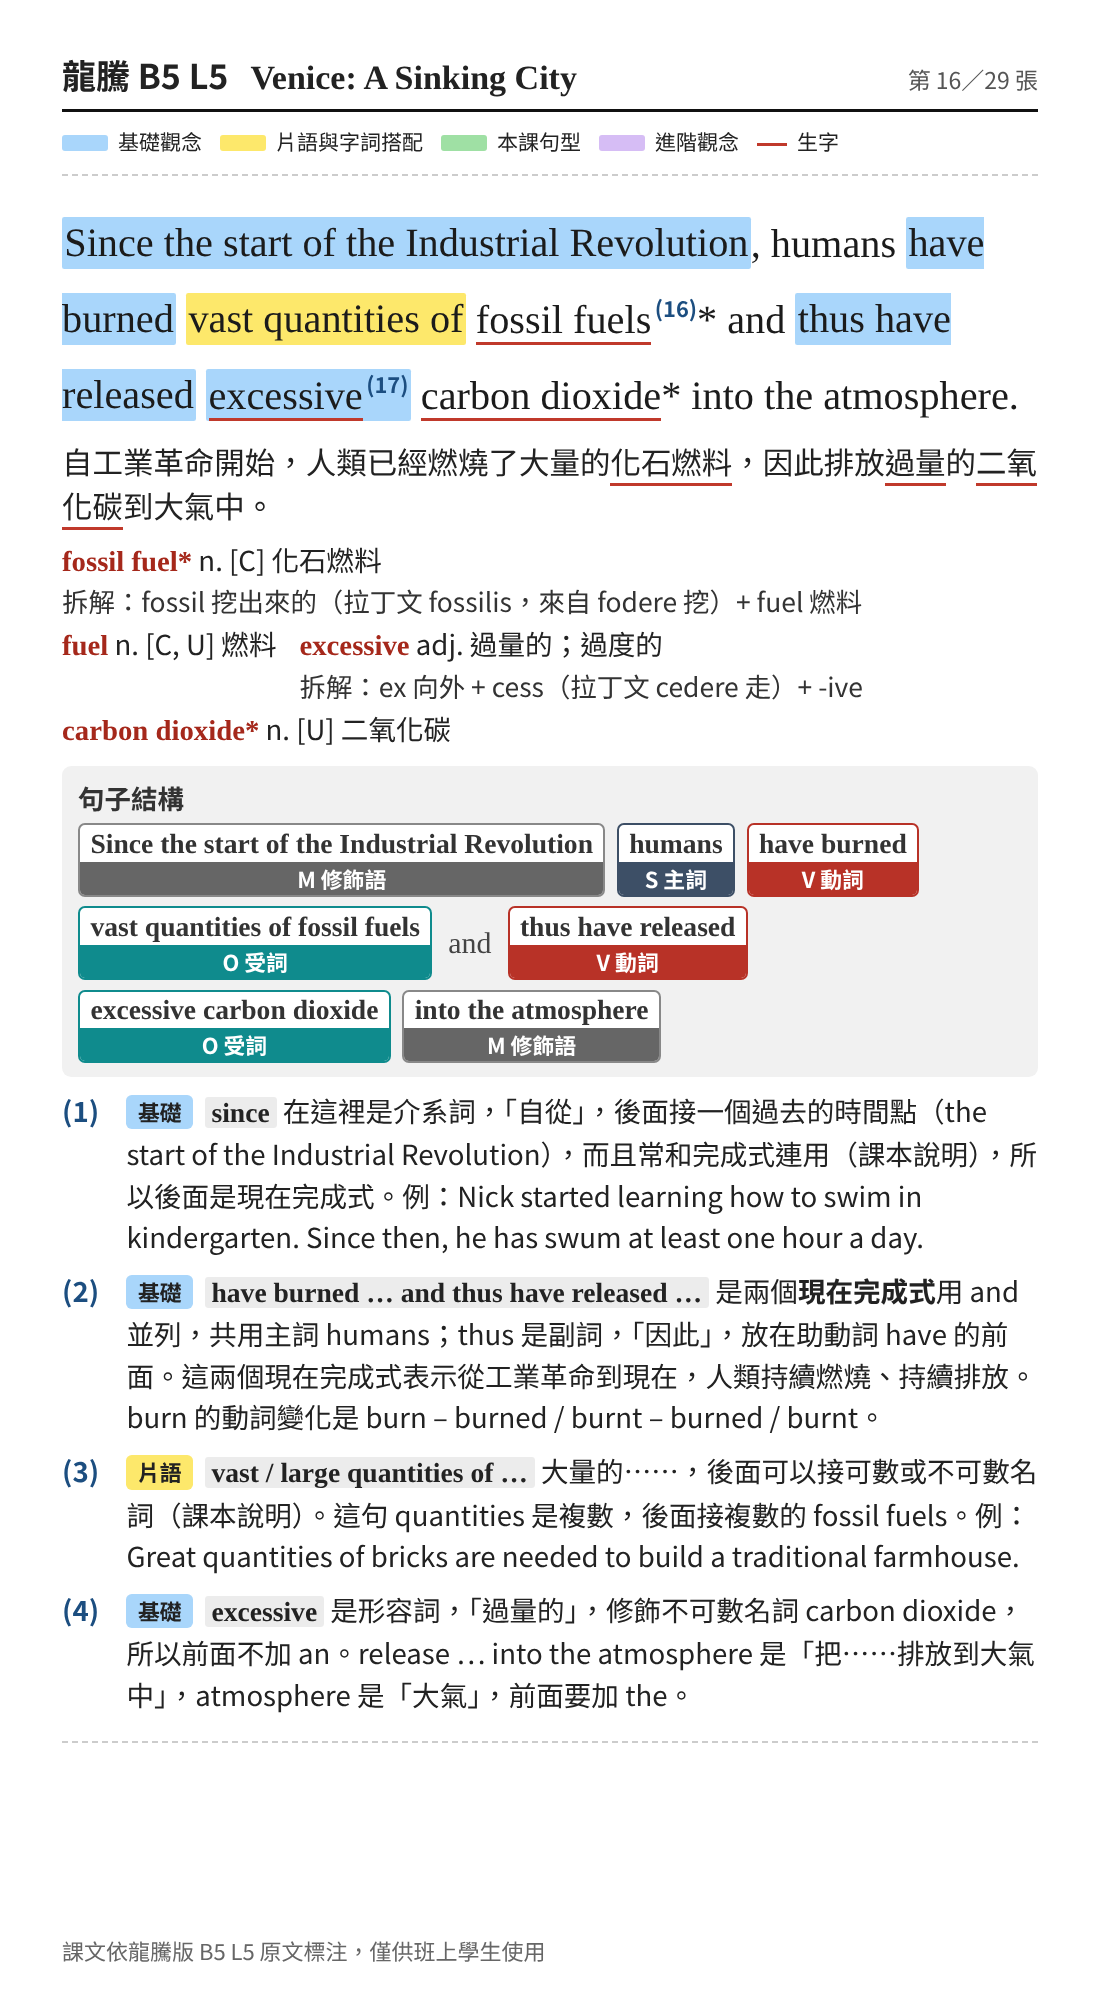 龍騰 B5 L5 Venice: A Sinking City
第 16／29 張
基礎觀念 片語與字詞搭配 本課句型 進階觀念 生字
Since the start of the Industrial Revolution, humans have
burned vast quantities of fossil fuels(16)* and thus have
released excessive(17) carbon dioxide* into the atmosphere.
自工業革命開始，人類已經燃燒了大量的化石燃料，因此排放過量的二氧
化碳到大氣中。
fossil fuel* n. [C] 化石燃料
拆解：fossil 挖出來的（拉丁文 fossilis，來自 fodere 挖）+ fuel 燃料
fuel n. [C, U] 燃料 excessive adj. 過量的；過度的
拆解：ex 向外 + cess（拉丁文 cedere 走）+ -ive
carbon dioxide* n. [U] 二氧化碳
句子結構
Since the start of the Industrial Revolution humans have burned
M 修飾語 S 主詞 V 動詞
vast quantities of fossil fuels and thus have released
O 受詞 V 動詞
excessive carbon dioxide into the atmosphere
O 受詞 M 修飾語
(1) 基礎 since 在這裡是介系詞，「自從」，後面接一個過去的時間點（the
start of the Industrial Revolution），而且常和完成式連用（課本說明），所
以後面是現在完成式。例：Nick started learning how to swim in
kindergarten. Since then, he has swum at least one hour a day.
(2) 基礎 have burned … and thus have released … 是兩個現在完成式用 and
並列，共用主詞 humans；thus 是副詞，「因此」，放在助動詞 have 的前
面。這兩個現在完成式表示從工業革命到現在，人類持續燃燒、持續排放。
burn 的動詞變化是 burn – burned / burnt – burned / burnt。
(3) 片語 vast / large quantities of … 大量的……，後面可以接可數或不可數名
詞（課本說明）。這句 quantities 是複數，後面接複數的 fossil fuels。例：
Great quantities of bricks are needed to build a traditional farmhouse.
(4) 基礎 excessive 是形容詞，「過量的」，修飾不可數名詞 carbon dioxide，
所以前面不加 an。release … into the atmosphere 是「把……排放到大氣
中」，atmosphere 是「大氣」，前面要加 the。
課文依龍騰版 B5 L5 原文標注，僅供班上學生使用